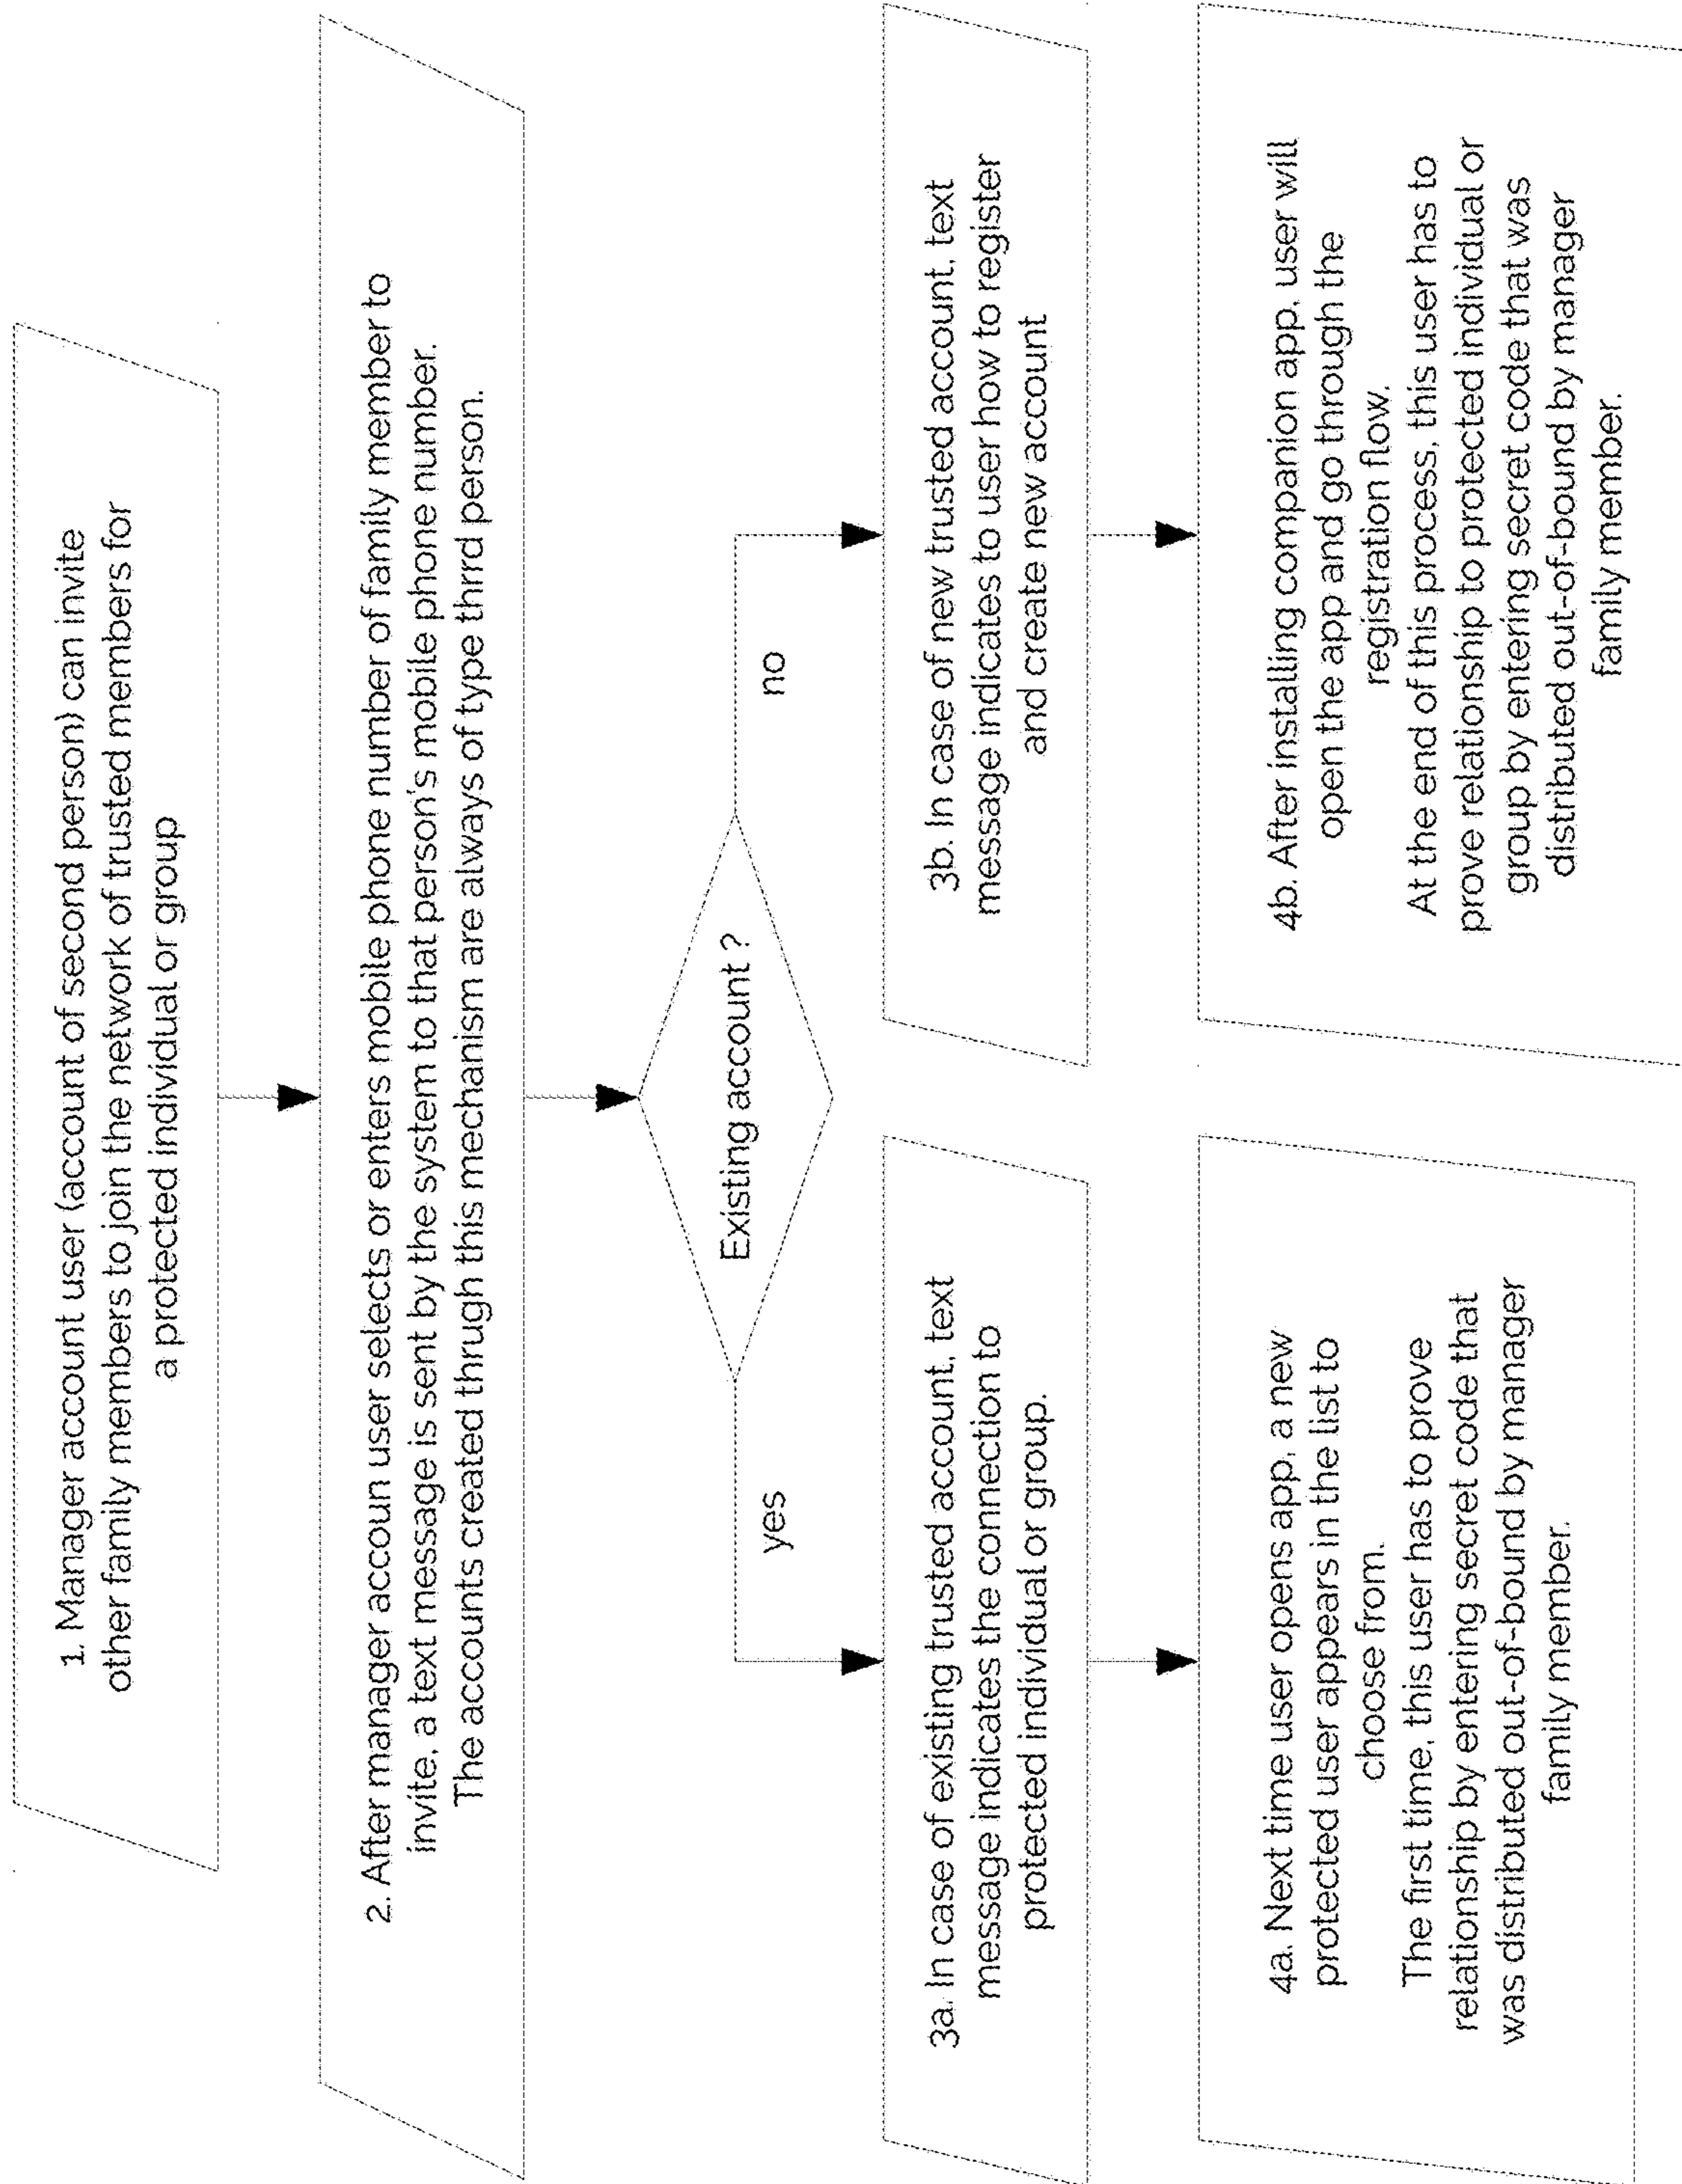 1. Manager account user (account of second person) can invite
other family members to join the network of trusted members for
a protected individual or group
2. After manager accoun user selects or enters mobile phone number of family member to
invite, a text message is sent by the system to that person's mobile phone number.
The accounts created thrugh this mechanism are always of type thrrd person.
Existing account ?
yes
no
3a. In case of existing trusted account, text
message indicates the connection to
protected individual or group.
3b. In case of new trusted account, text
message indicates to user how to register
and create new account
4a. Next time user opens app, a new
protected user appears in the list to
choose from.
The first time, this user has to prove
relationship by entering secret code that
was distributed out-of-bound by manager
family member.
4b. After installing companion app, user will
open the app and go through the
registration flow.
At the end of this process, this user has to
prove relationship to protected individual or
group by entering secret code that was
distributed out-of-bound by manager
family member.